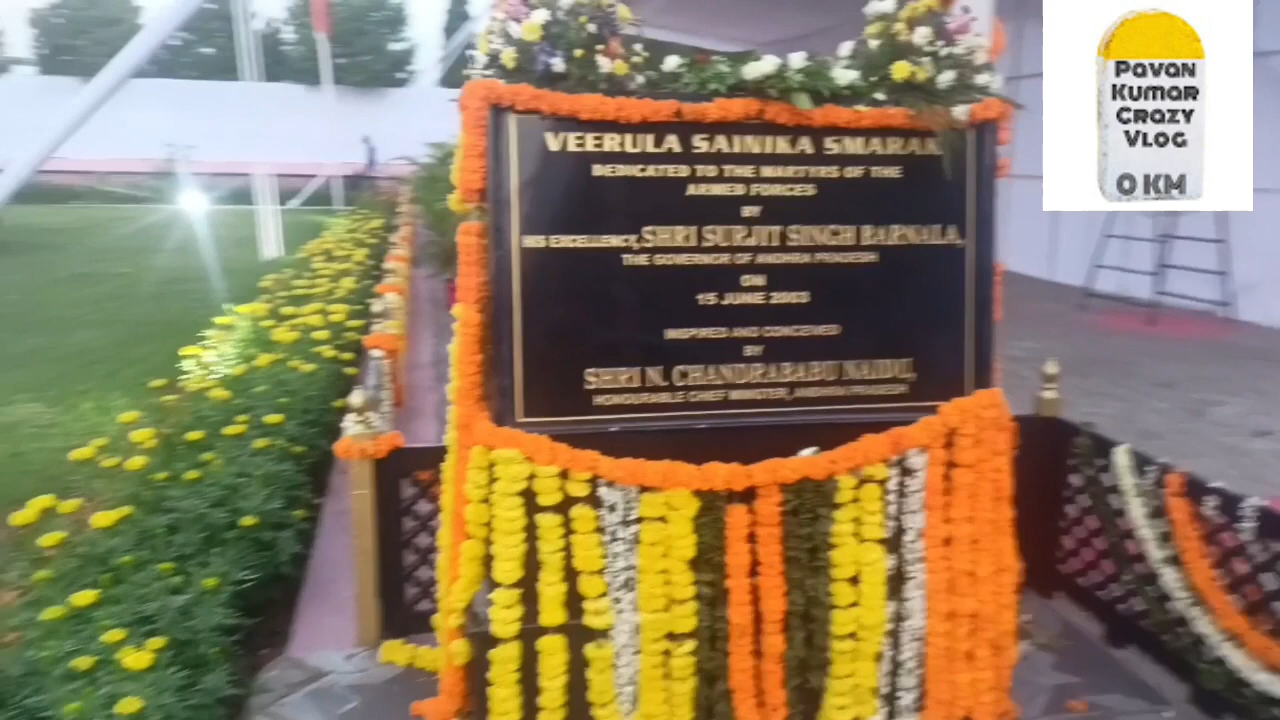 VEERULA SAINIKA SMARAK
DEDICATED TO THE MARTYRS OF THE
ARMED FORCES
BY
HIS EXCELLENCY, SHRI SURJIT SINGH BARNALA,
THE GOVERNOR OF ANDHRA PRADESH
ON
15 JUNE 2003
INSPIRED AND CONCEIVED
BY
SHRI N. CHANDRABABU NAIDU,
HONOURABLE CHIEF MINISTER, ANDHRA PRADESH
Pavan
Kumar
Crazy
Vlog
0 KM